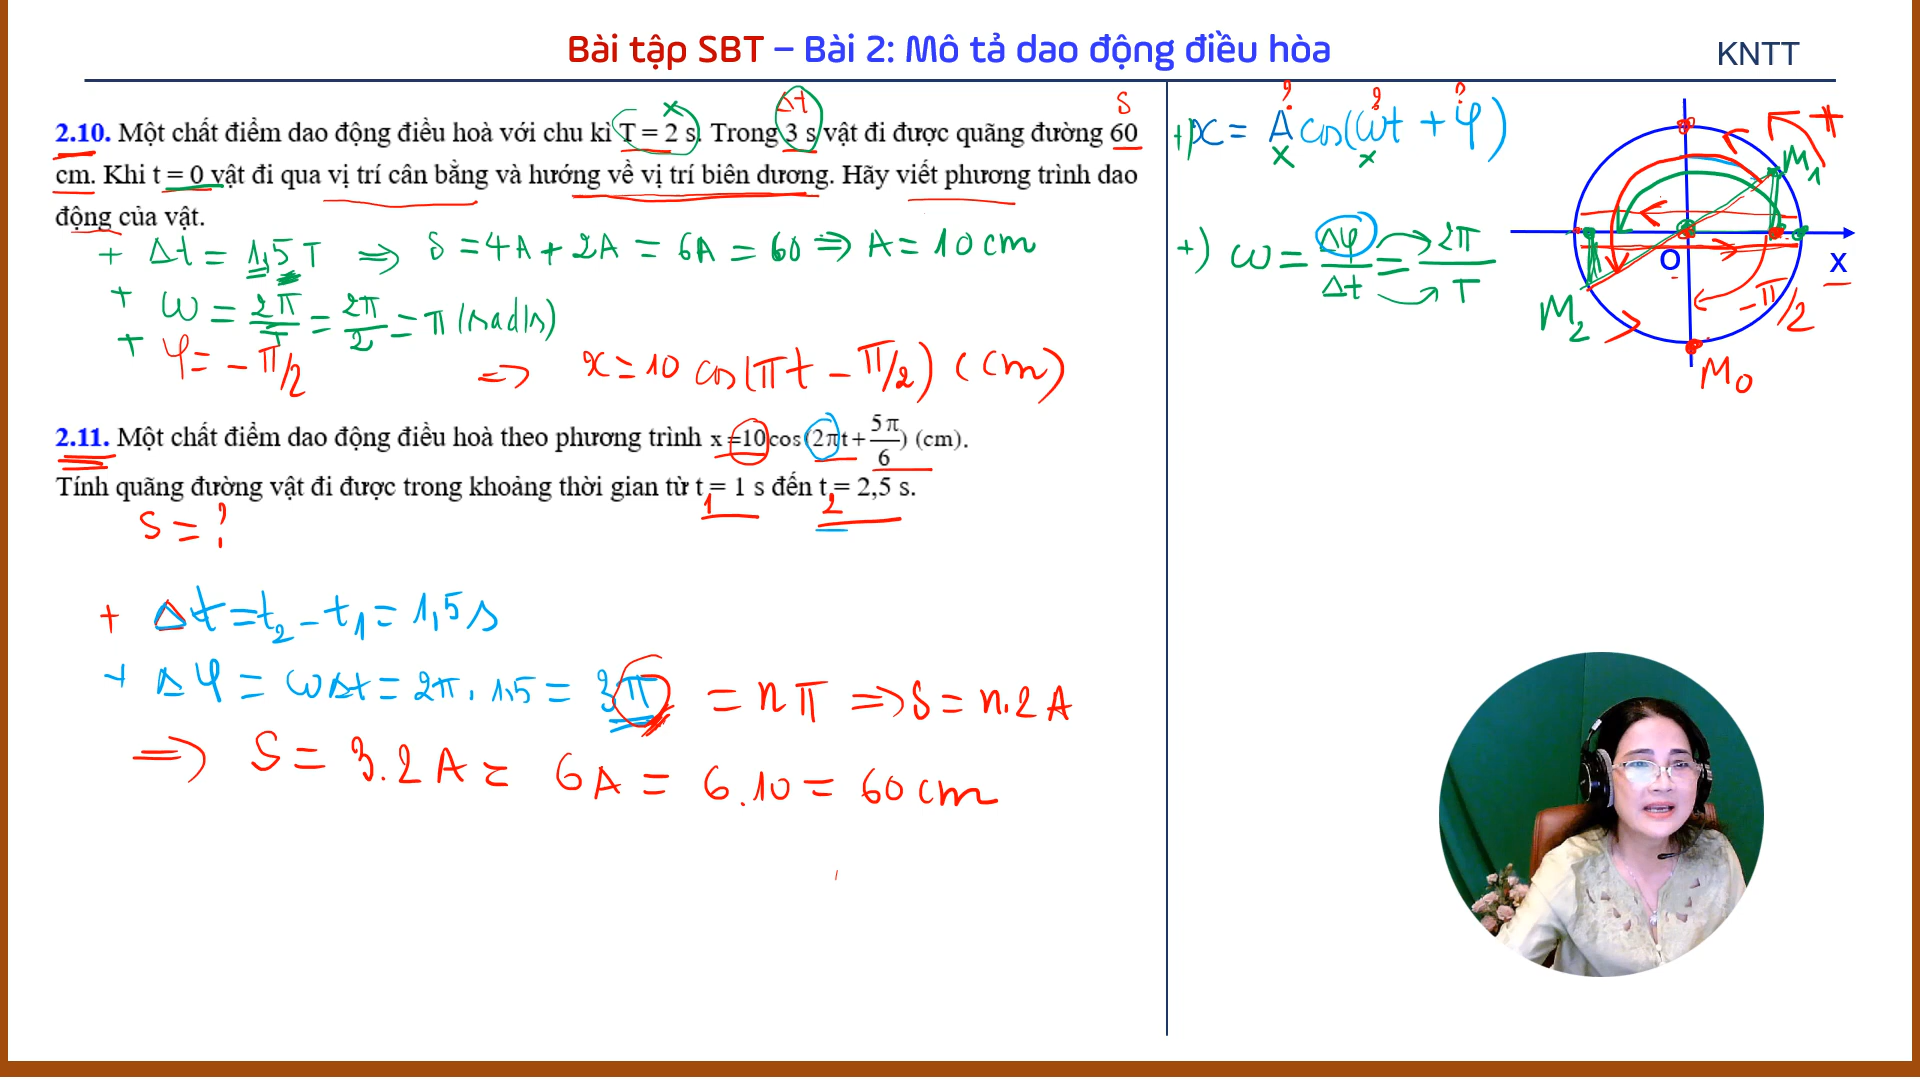 Bài tập SBT – Bài 2: Mô tả dao động điều hòa
KNTT
x Δt S
2.10. Một chất điểm dao động điều hoà với chu kì T = 2 s. Trong 3 s vật đi được quãng đường 60
cm. Khi t = 0 vật đi qua vị trí cân bằng và hướng về vị trí biên dương. Hãy viết phương trình dao
động của vật.
+ Δt = 1,5 T => S = 4A + 2A = 6A = 60 => A = 10 cm
+ ω = 2π/T = 2π/2 = π (rad/s)
+ φ = - π/2 => x = 10 cos(πt - π/2) (cm)
2.11. Một chất điểm dao động điều hoà theo phương trình x =10cos(2πt+5π/6) (cm).
Tính quãng đường vật đi được trong khoảng thời gian từ t1 = 1 s đến t2 = 2,5 s.
S = ?
+ Δt = t2 - t1 = 1,5 s
+ Δφ = ωΔt = 2π. 1,5 = 3π = nπ => S = n.2A
=> S = 3.2A = 6A = 6.10 = 60 cm
? ? ?
+) x = A cos(ωt + φ)
x x
+) ω = Δφ/Δt = 2π/T
+
M1
O
x
-π/2
M2
M0